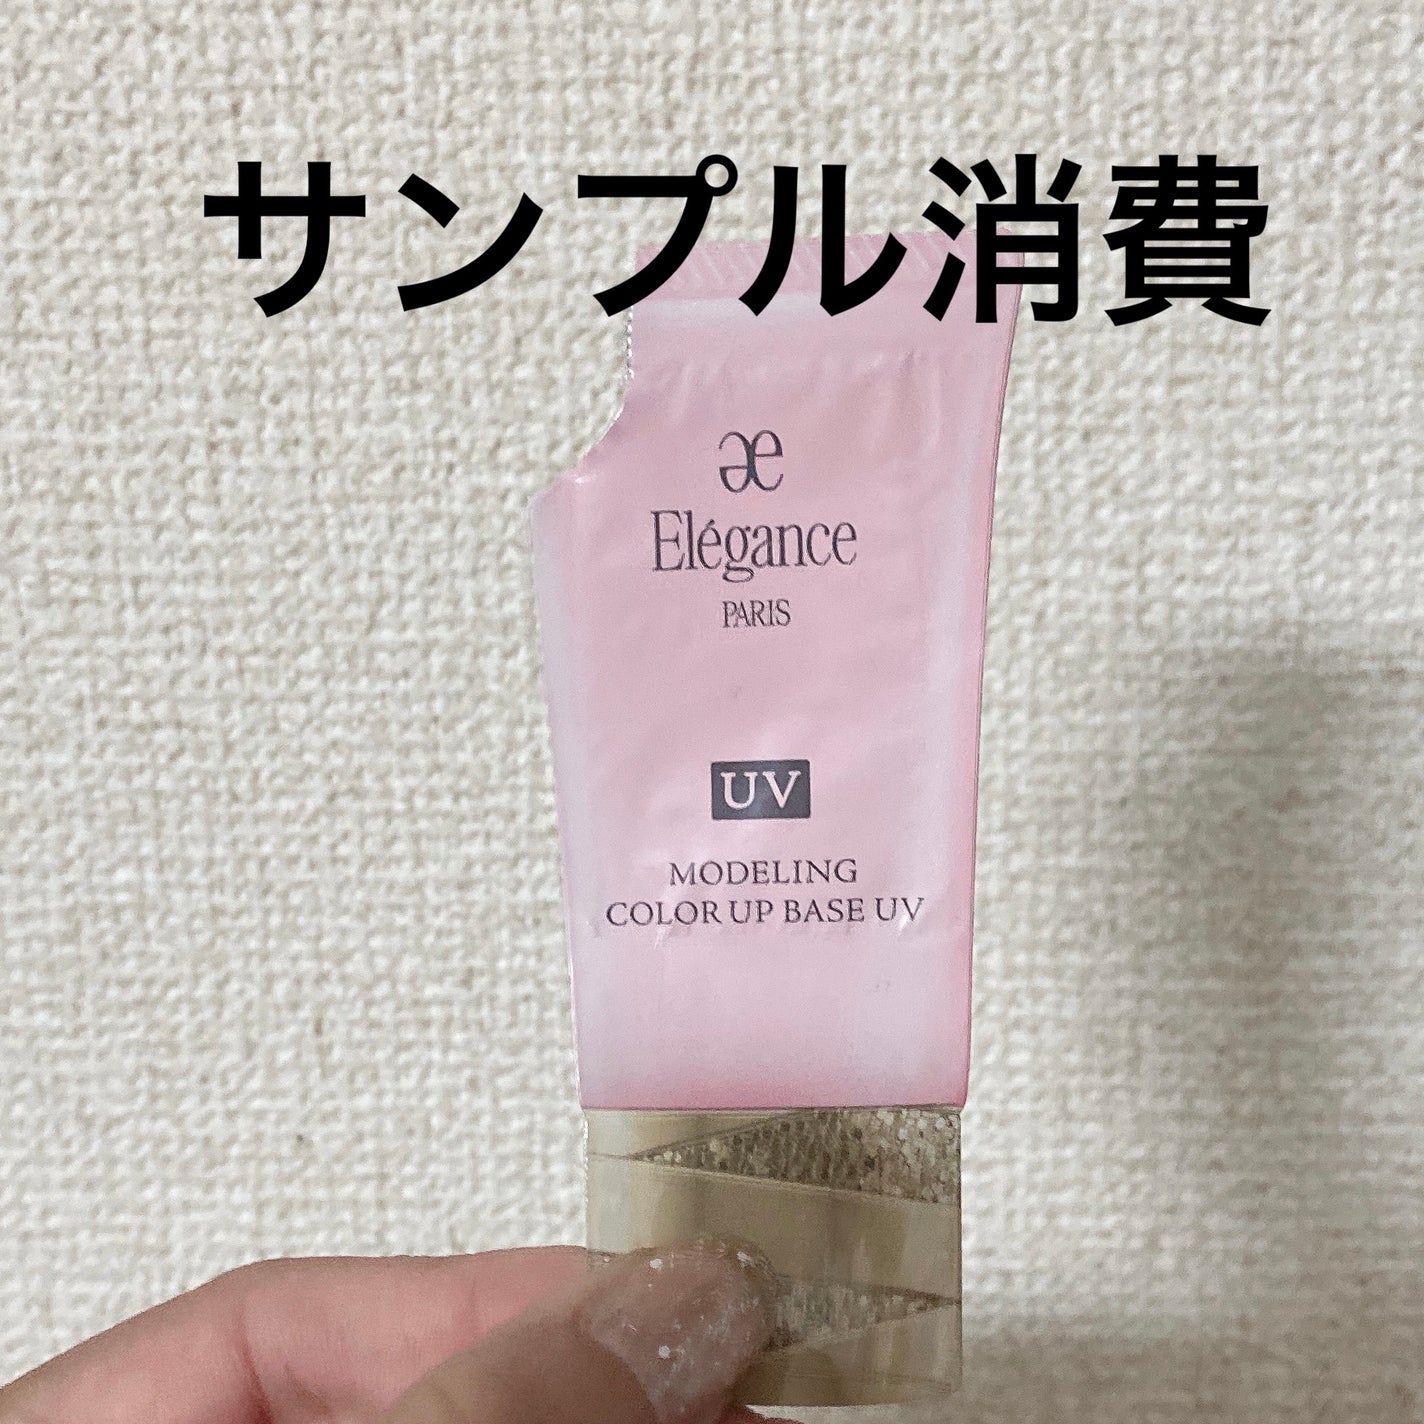 サンプル消費
æ
Elégance
PARIS
UV
MODELING
COLOR UP BASE UV